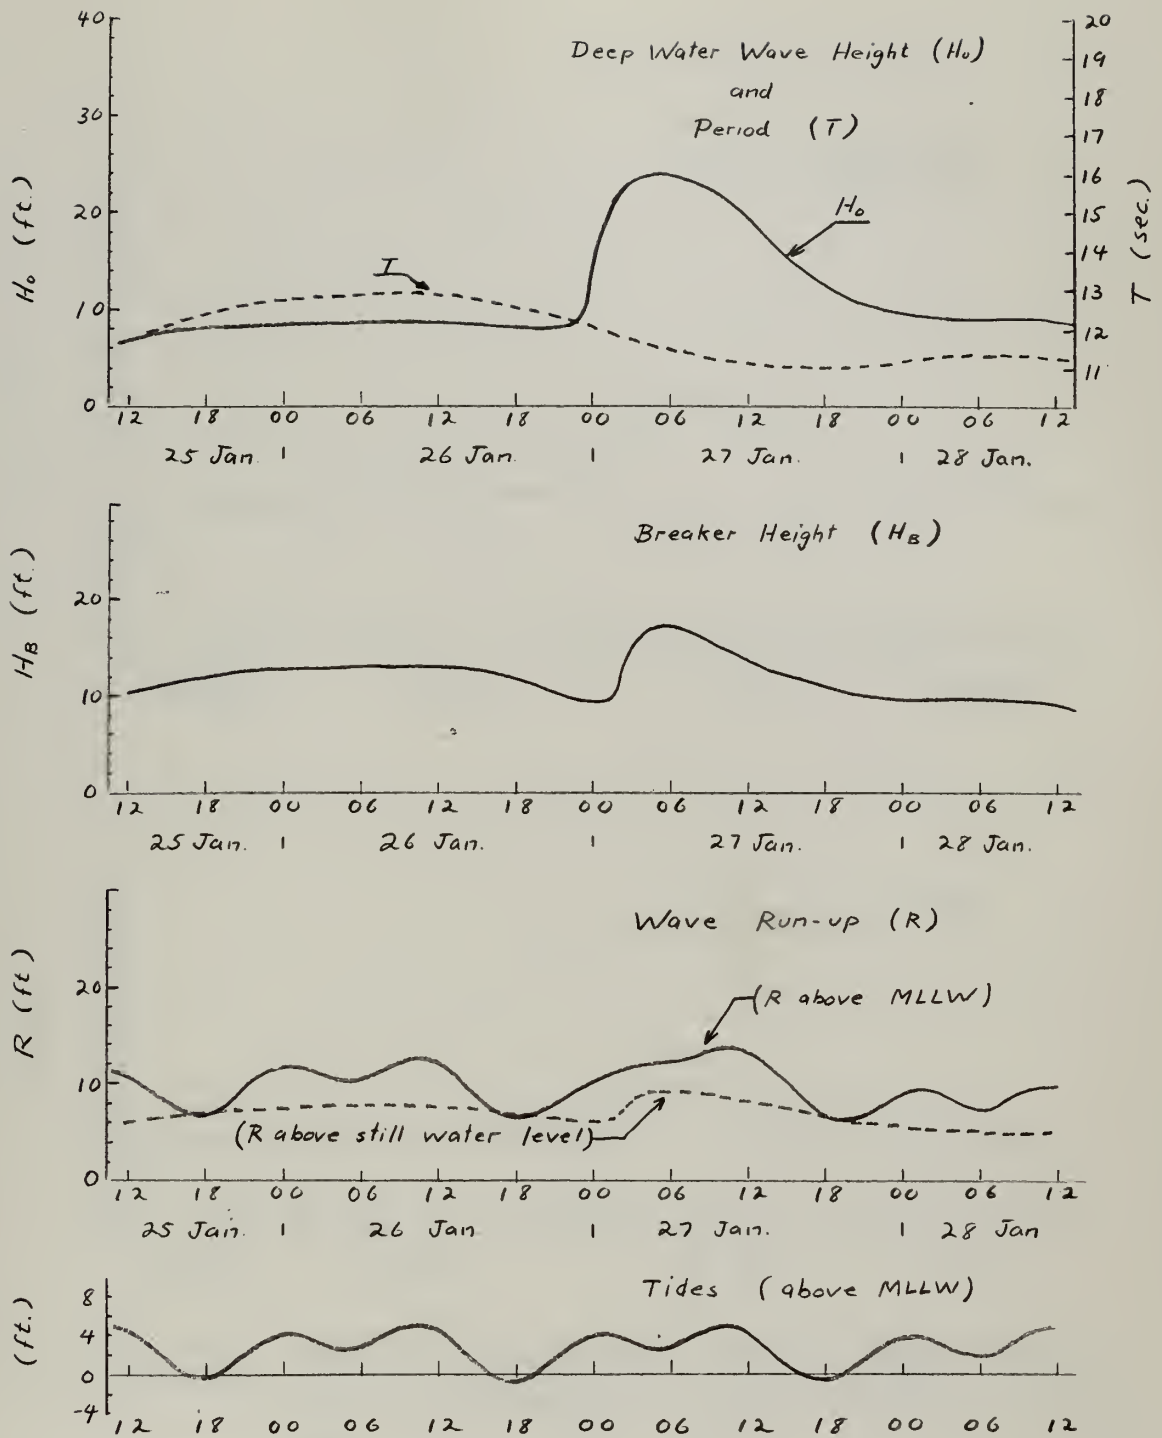 Deep Water Wave Height (Ho)
and
Period (T)
Ho (ft.)
40
30
20
10
0
T (sec.)
20
19
18
17
16
15
14
13
12
11
T
Ho
12 18 00 06 12 18 00 06 12 18 00 06 12
25 Jan. 26 Jan. 27 Jan. 28 Jan.
Breaker Height (HB)
HB (ft.)
20
10
0
12 18 00 06 12 18 00 06 12 18 00 06 12
25 Jan. 26 Jan. 27 Jan. 28 Jan.
Wave Run-up (R)
R (ft)
20
10
0
(R above MLLW)
(R above still water level)
12 18 00 06 12 18 00 06 12 18 00 06 12
25 Jan. 26 Jan 27 Jan. 28 Jan
Tides (above MLLW)
(ft.)
8
4
0
-4
12 18 00 06 12 18 00 06 12 18 00 06 12